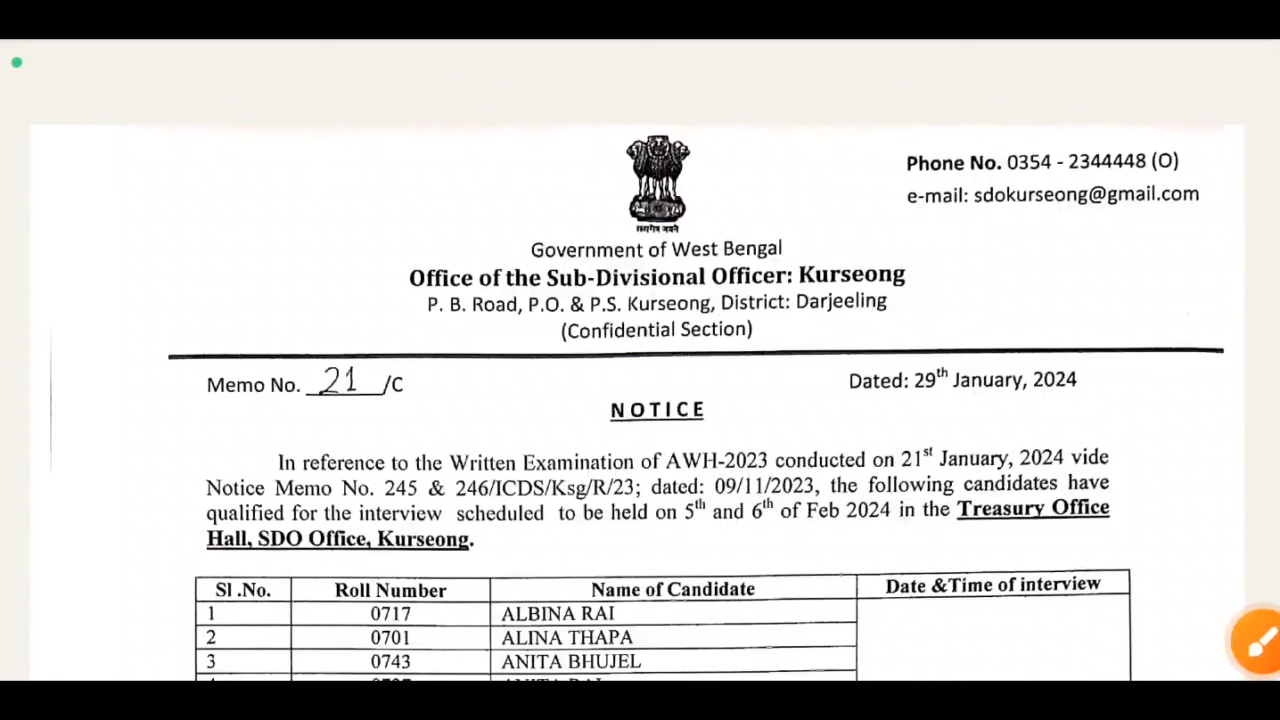 सत्यमेव जयते
Phone No. 0354 - 2344448 (O)
e-mail: sdokurseong@gmail.com
Government of West Bengal
Office of the Sub-Divisional Officer: Kurseong
P. B. Road, P.O. & P.S. Kurseong, District: Darjeeling
(Confidential Section)
Memo No. 21 /C
Dated: 29th January, 2024
NOTICE
In reference to the Written Examination of AWH-2023 conducted on 21st January, 2024 vide
Notice Memo No. 245 & 246/ICDS/Ksg/R/23; dated: 09/11/2023, the following candidates have
qualified for the interview scheduled to be held on 5th and 6th of Feb 2024 in the Treasury Office
Hall, SDO Office, Kurseong.
Sl .No. Roll Number Name of Candidate Date &Time of interview
1 0717 ALBINA RAI
2 0701 ALINA THAPA
3 0743 ANITA BHUJEL